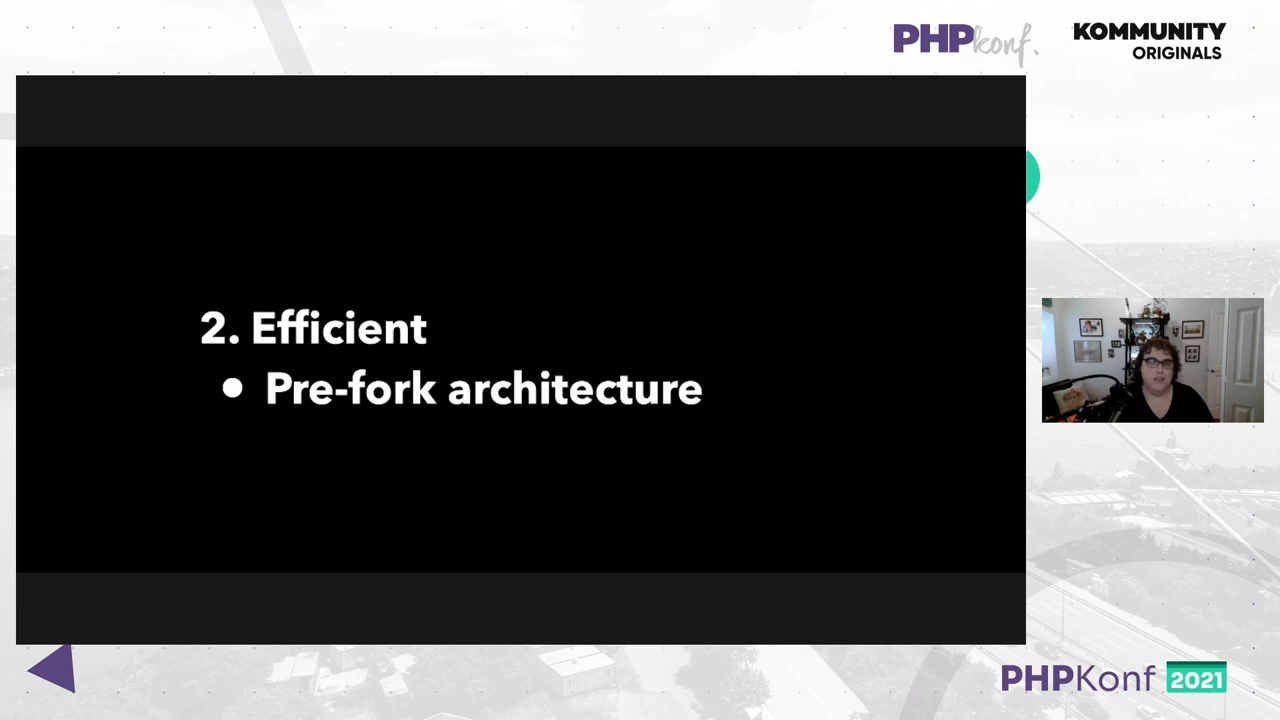 PHPkonf.
KOMMUNITY
ORIGINALS
2. Efficient
● Pre-fork architecture
PHPKonf 2021